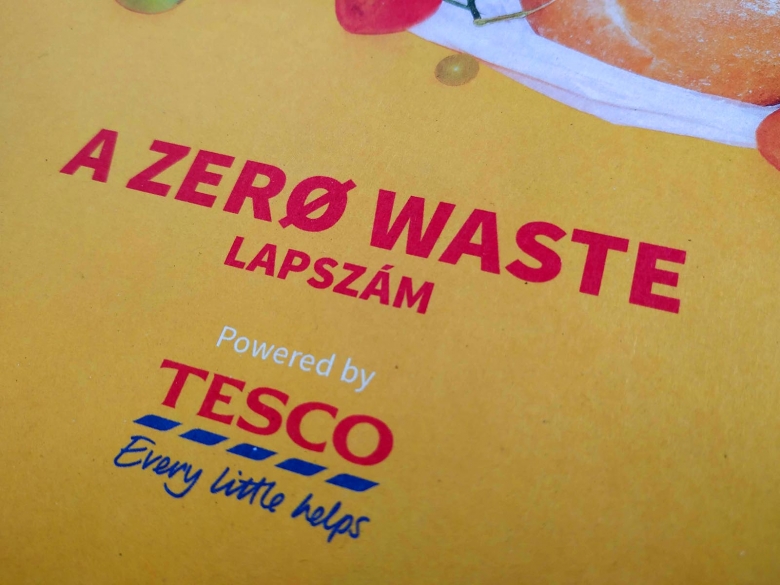 A ZERØ WASTE
LAPSZÁM
Powered by
TESCO
Every little helps